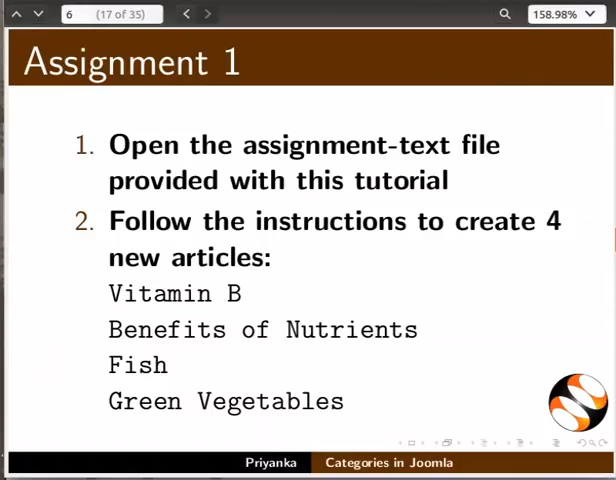 6 (17 of 35) 158.98%
Assignment 1
1. Open the assignment-text file
provided with this tutorial
2. Follow the instructions to create 4
new articles:
Vitamin B
Benefits of Nutrients
Fish
Green Vegetables
Priyanka Categories in Joomla